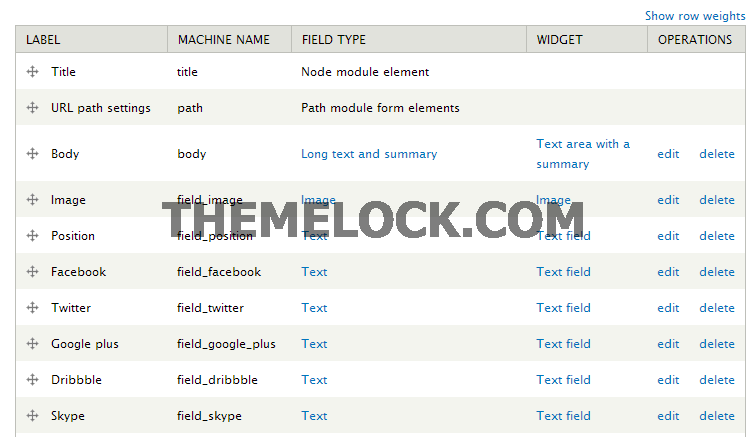 Show row weights
LABEL MACHINE NAME FIELD TYPE WIDGET OPERATIONS
Title title Node module element
URL path settings path Path module form elements
Body body Long text and summary Text area with a summary edit delete
Image field_image Image Image edit delete
THEMELOCK.COM
Position field_position Text Text field edit delete
Facebook field_facebook Text Text field edit delete
Twitter field_twitter Text Text field edit delete
Google plus field_google_plus Text Text field edit delete
Dribbble field_dribbble Text Text field edit delete
Skype field_skype Text Text field edit delete